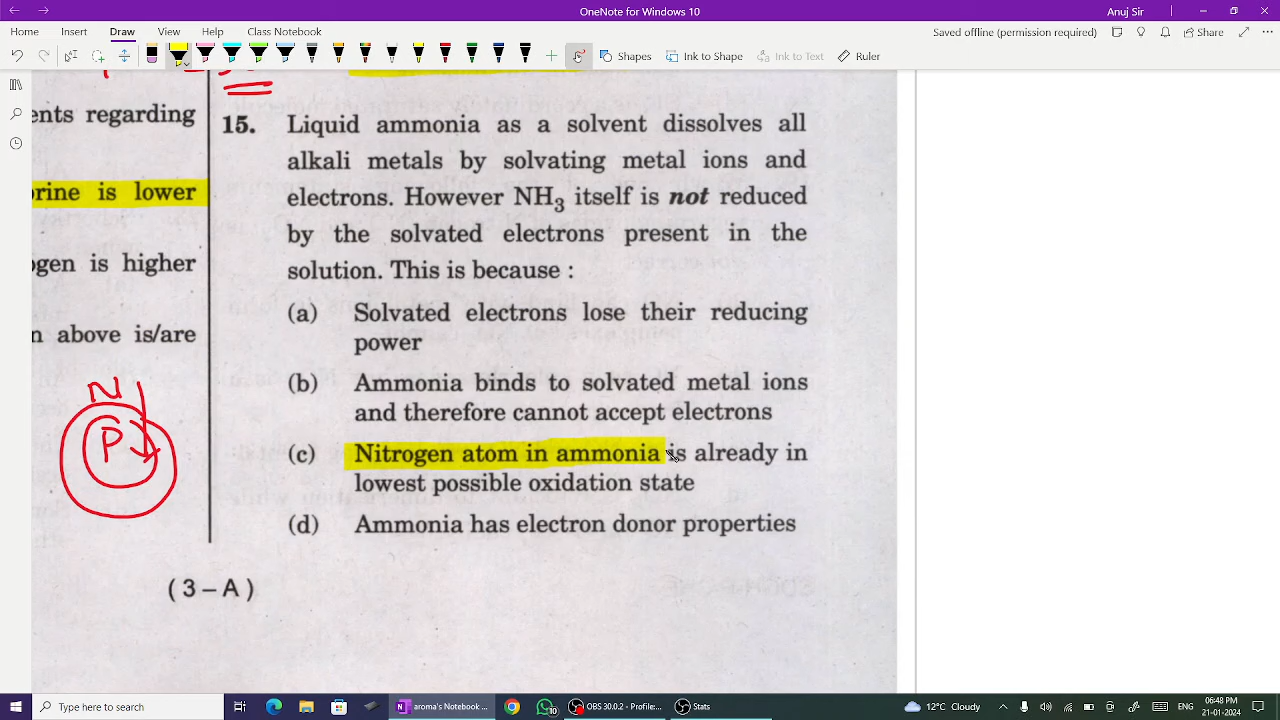 OneNote for Windows 10
Anuj Sir
Home
Insert
Draw
View
Help
Class Notebook
Saved offline (errors)
Share
Shapes
Ink to Shape
Ink to Text
Ruler
ents regarding
rine is lower
gen is higher
n above is/are
N
P
15. Liquid ammonia as a solvent dissolves all
alkali metals by solvating metal ions and
electrons. However NH3 itself is not reduced
by the solvated electrons present in the
solution. This is because :
(a) Solvated electrons lose their reducing
power
(b) Ammonia binds to solvated metal ions
and therefore cannot accept electrons
(c) Nitrogen atom in ammonia is already in
lowest possible oxidation state
(d) Ammonia has electron donor properties
( 3 – A )
Type here to search
aroma's Notebook ...
10
OBS 30.0.2 - Profile:...
Stats
12°C Cloudy
ENG
06:48 PM
21-01-2024